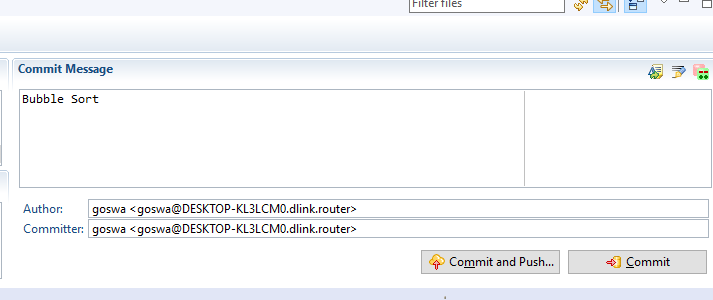 Filter files
Commit Message
Bubble Sort
Author: goswa <goswa@DESKTOP-KL3LCM0.dlink.router>
Committer: goswa <goswa@DESKTOP-KL3LCM0.dlink.router>
Commit and Push... Commit